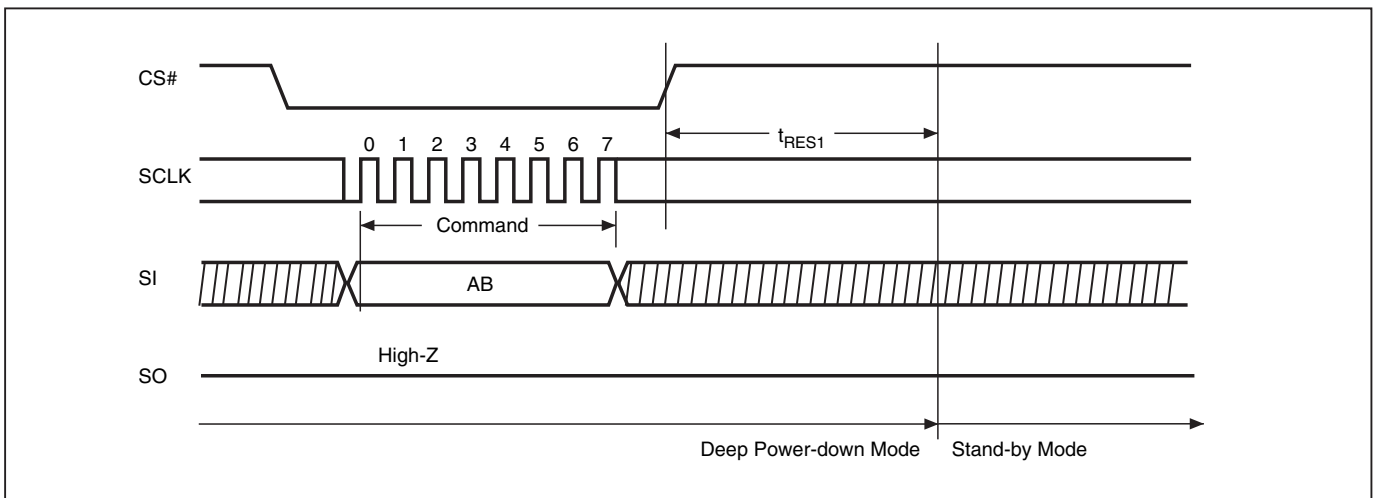 CS#
tRES1
0 1 2 3 4 5 6 7
SCLK
Command
SI
AB
High-Z
SO
Deep Power-down Mode
Stand-by Mode